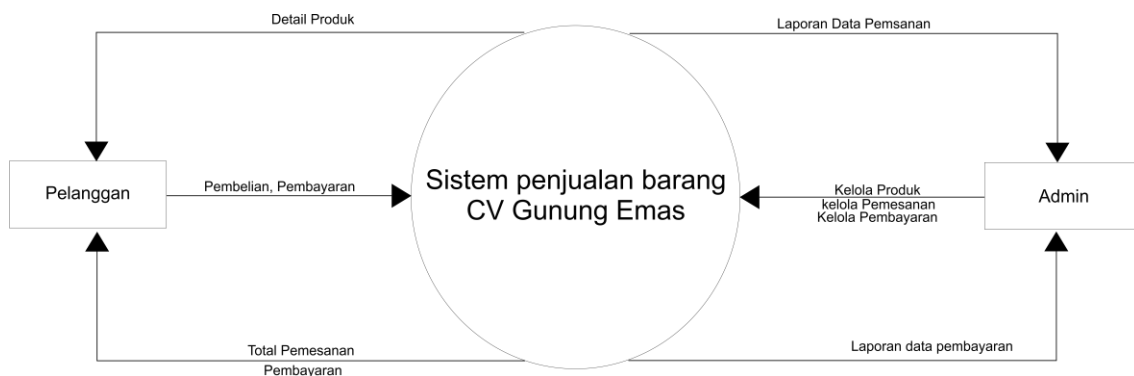 Detail Produk
Laporan Data Pemsanan
Pelanggan
Pembelian, Pembayaran
Sistem penjualan barang
CV Gunung Emas
Kelola Produk
kelola Pemesanan
Kelola Pembayaran
Admin
Total Pemesanan
Pembayaran
Laporan data pembayaran